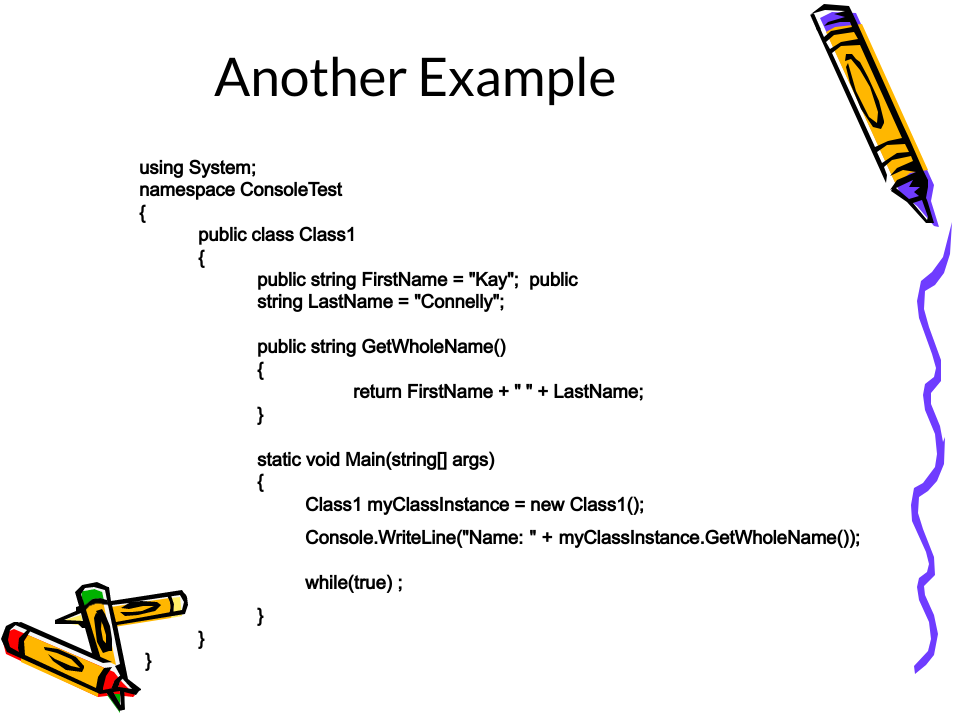 Another Example
using System;
namespace ConsoleTest
{
public class Class1
{
public string FirstName = "Kay";  public
string LastName = "Connelly";
public string GetWholeName()
{
return FirstName + " " + LastName;
}
static void Main(string[] args)
{
Class1 myClassInstance = new Class1();
Console.WriteLine("Name: " + myClassInstance.GetWholeName());
while(true) ;
}
}
}